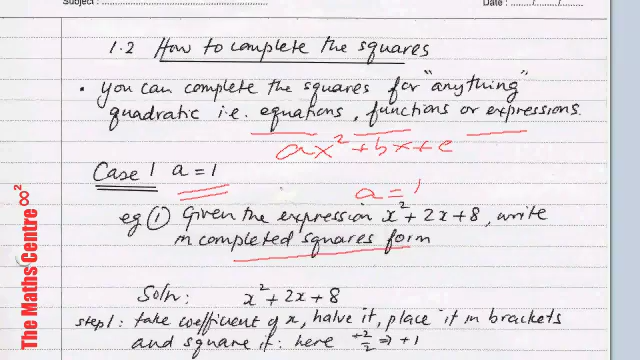 Subject : Date : ......./......./.......
1.2 How to complete the squares
• You can complete the squares for "anything"
quadratic i.e. equations, functions or expressions.
ax² + bx + c
Case 1 a = 1
a = 1
eg ① Given the expression x² + 2x + 8, write
in completed squares form
Soln: x² + 2x + 8
step 1: take coefficient of x, halve it, place it in brackets
and square it: here +2/2 ⇒ +1
The Maths Centre ∞²